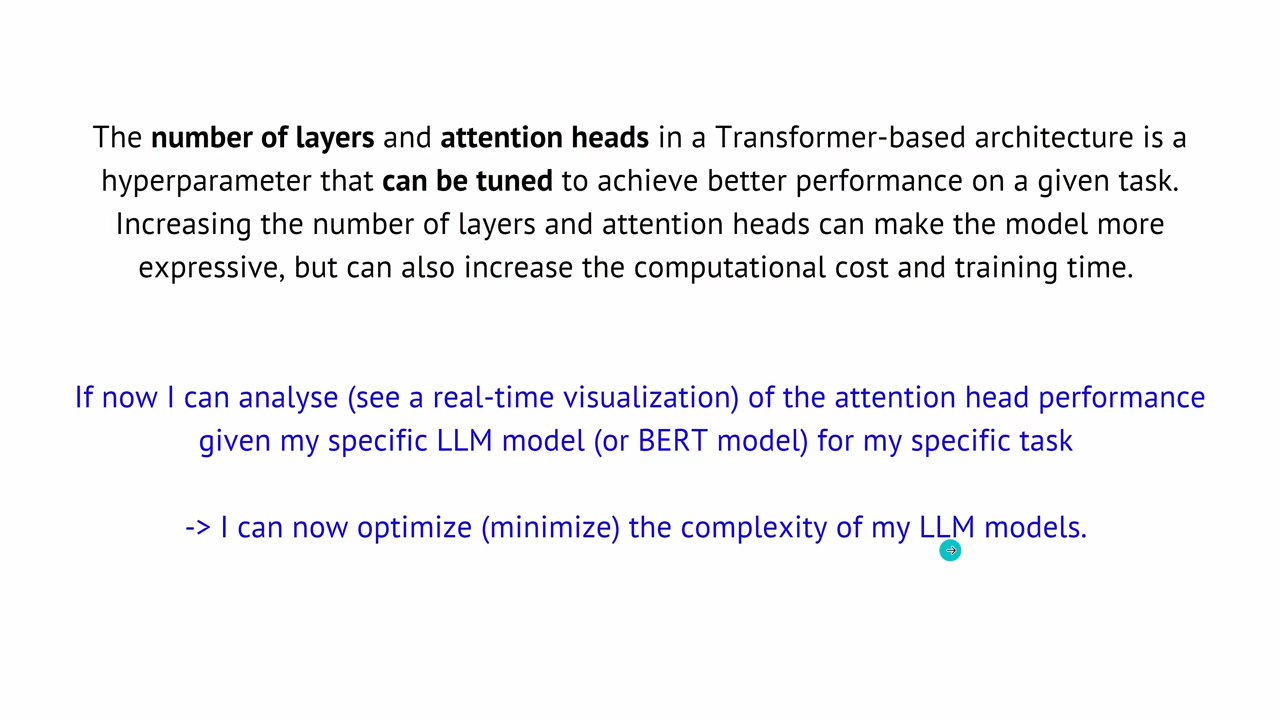 The number of layers and attention heads in a Transformer-based architecture is a
hyperparameter that can be tuned to achieve better performance on a given task.
Increasing the number of layers and attention heads can make the model more
expressive, but can also increase the computational cost and training time.
If now I can analyse (see a real-time visualization) of the attention head performance
given my specific LLM model (or BERT model) for my specific task
-> I can now optimize (minimize) the complexity of my LLM models.